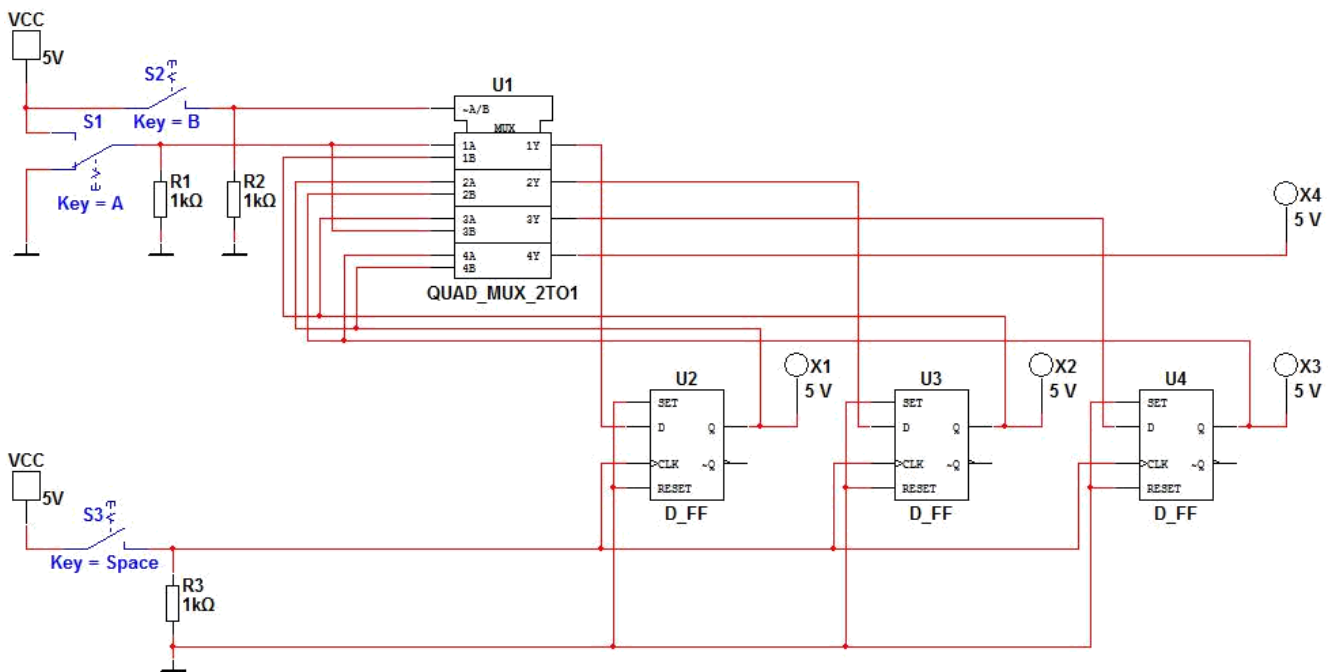 VCC
5V
S2
Key = B
S1
Key = A
R1
1kΩ
R2
1kΩ
U1
~A/B
MUX
1A
1B
1Y
2A
2B
2Y
3A
3B
3Y
4A
4B
4Y
QUAD_MUX_2TO1
X4
5 V
U2
SET
D
Q
CLK
~Q
RESET
D_FF
X1
5 V
U3
SET
D
Q
CLK
~Q
RESET
D_FF
X2
5 V
U4
SET
D
Q
CLK
~Q
RESET
D_FF
X3
5 V
VCC
5V
S3
Key = Space
R3
1kΩ